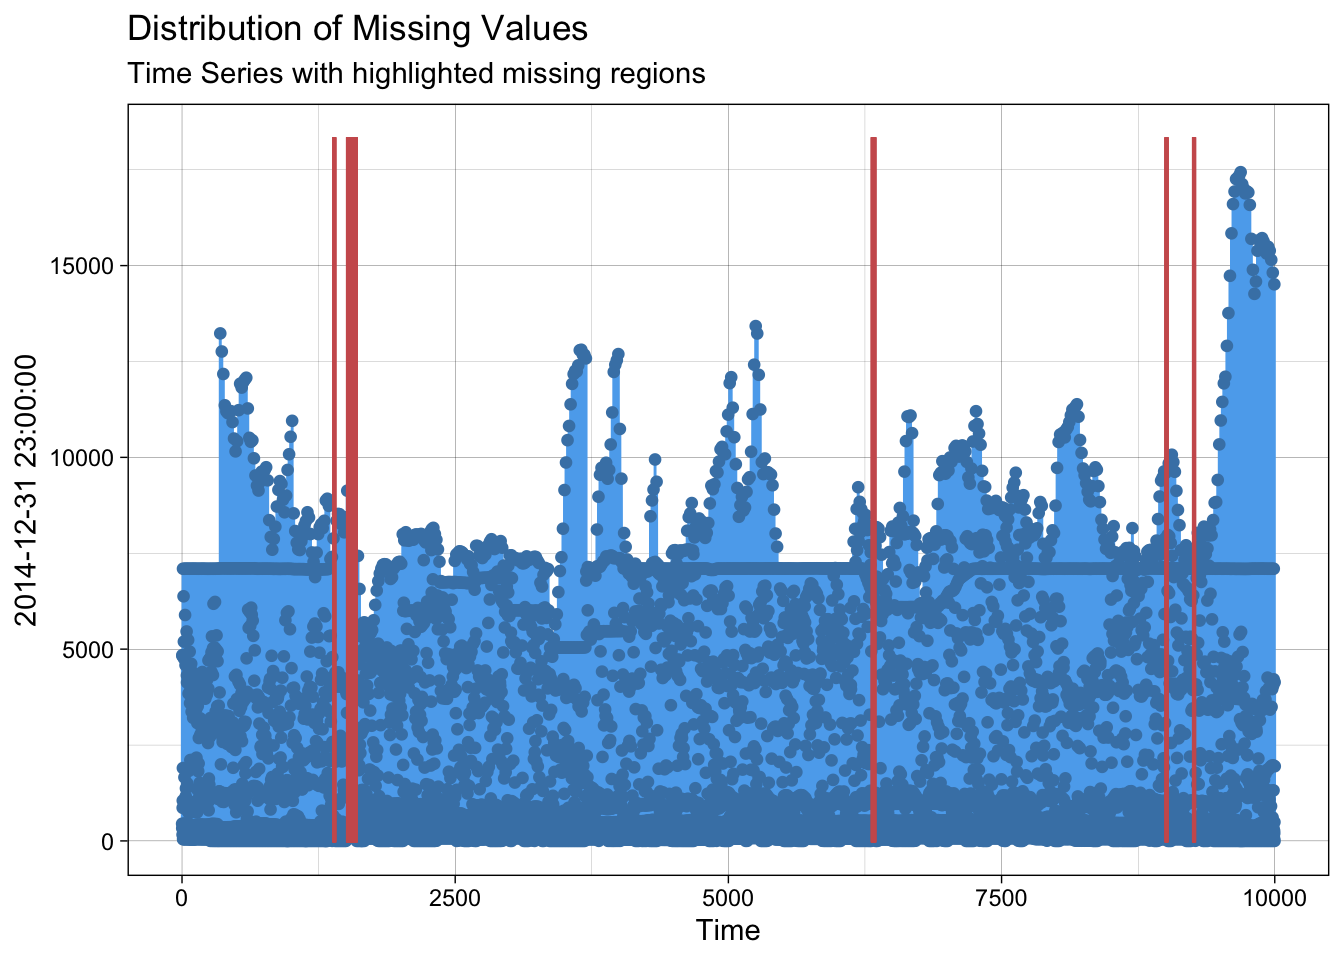 Distribution of Missing Values
Time Series with highlighted missing regions
2014-12-31 23:00:00
15000
10000
5000
0
0 2500 5000 7500 10000
Time